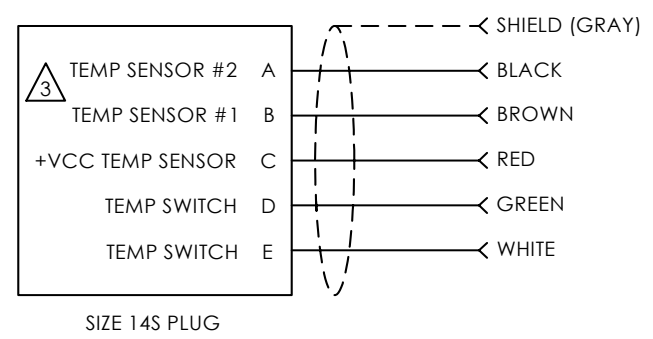 SHIELD (GRAY)
TEMP SENSOR #2 A BLACK
3
TEMP SENSOR #1 B BROWN
+VCC TEMP SENSOR C RED
TEMP SWITCH D GREEN
TEMP SWITCH E WHITE
SIZE 14S PLUG